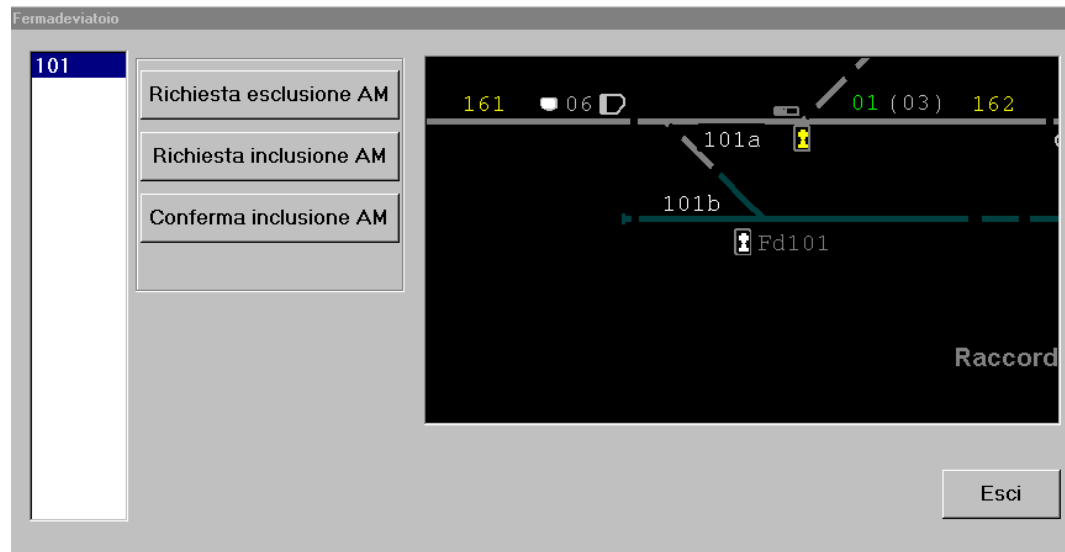 Fermadeviatoio
101
Richiesta esclusione AM
Richiesta inclusione AM
Conferma inclusione AM
161 06 01 (03) 162
101a
101b
Fd101
Raccord
Esci